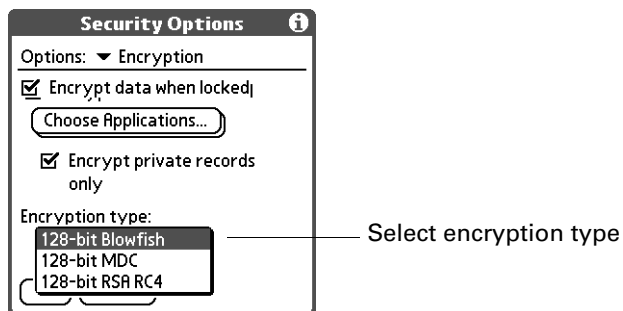 Security Options
Options: Encryption
Encrypt data when locked
Choose Applications...
Encrypt private records
only
Encryption type:
128-bit Blowfish
128-bit MDC
128-bit RSA RC4
Select encryption type